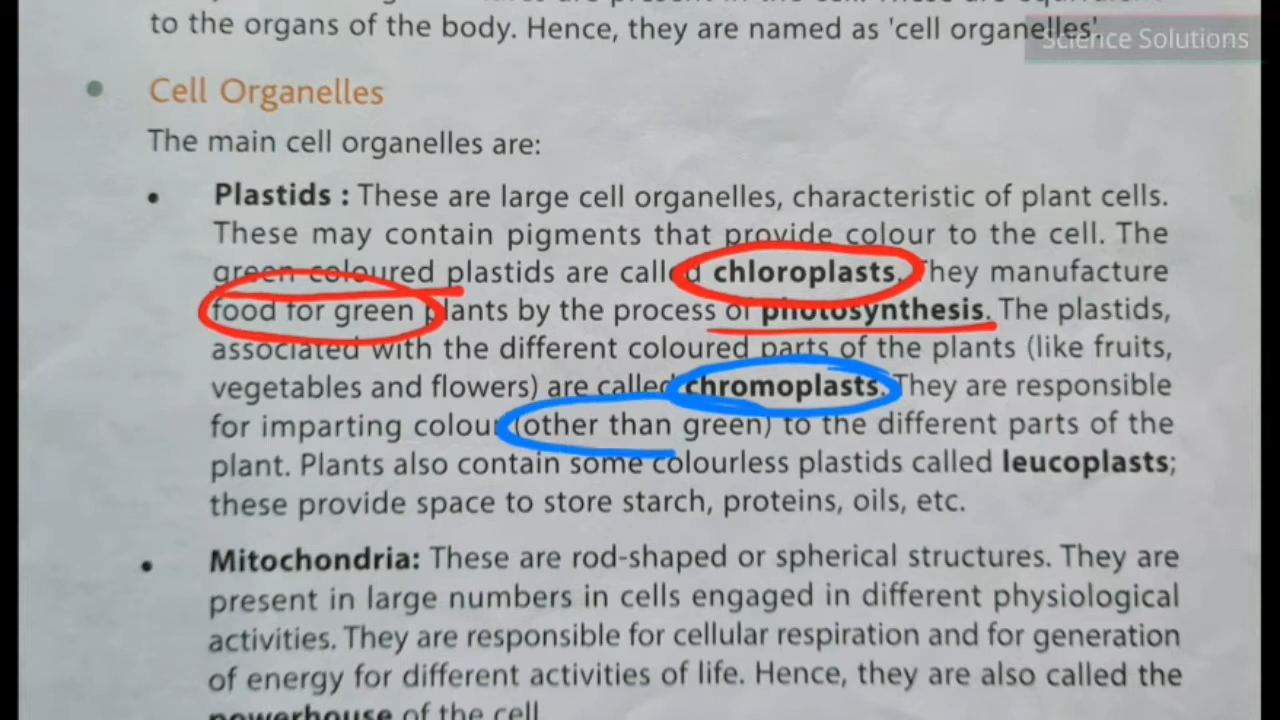 to the organs of the body. Hence, they are named as 'cell organelles'.
Science Solutions
Cell Organelles
The main cell organelles are:
Plastids : These are large cell organelles, characteristic of plant cells.
These may contain pigments that provide colour to the cell. The
green coloured plastids are called chloroplasts. They manufacture
food for green plants by the process of photosynthesis. The plastids,
associated with the different coloured parts of the plants (like fruits,
vegetables and flowers) are called chromoplasts. They are responsible
for imparting colour (other than green) to the different parts of the
plant. Plants also contain some colourless plastids called leucoplasts;
these provide space to store starch, proteins, oils, etc.
Mitochondria: These are rod-shaped or spherical structures. They are
present in large numbers in cells engaged in different physiological
activities. They are responsible for cellular respiration and for generation
of energy for different activities of life. Hence, they are also called the
powerhouse of the cell